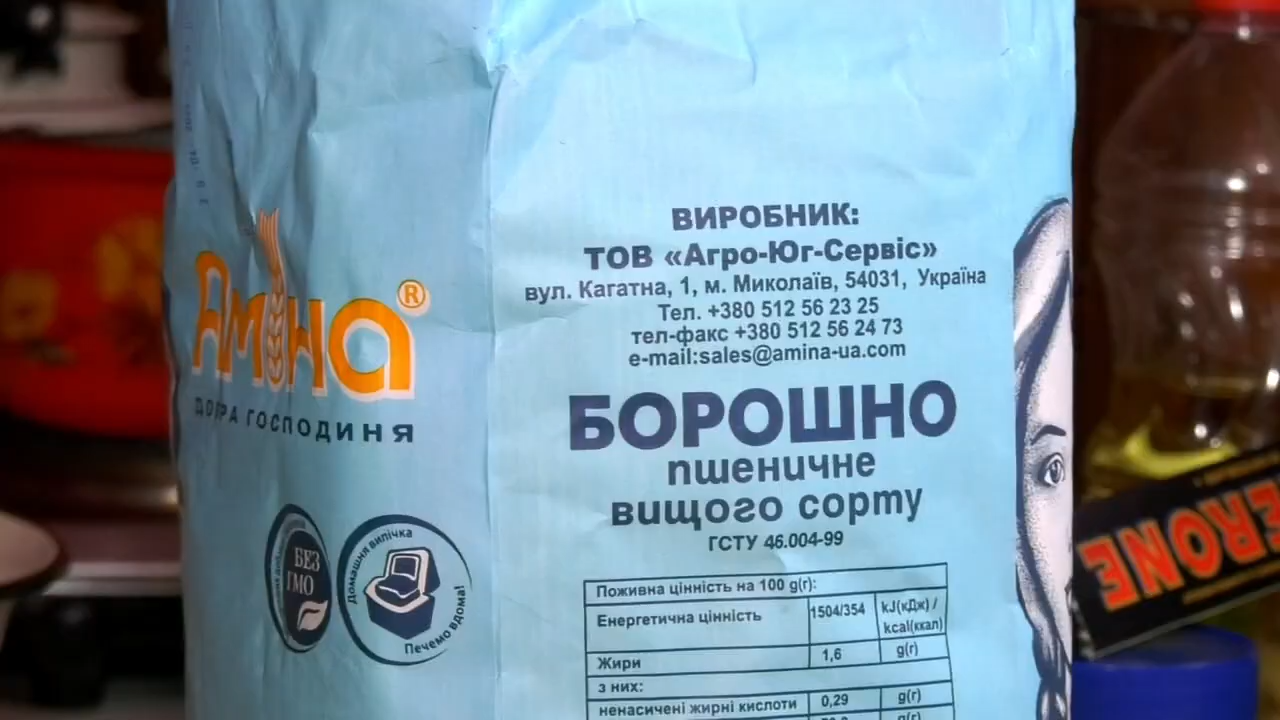 Аміна®
ДОБРА ГОСПОДИНЯ
БЕЗ
ГМО
Домашня випічка
Печемо вдома!
ВИРОБНИК:
ТОВ «Агро-Юг-Сервіс»
вул. Кагатна, 1, м. Миколаїв, 54031, Україна
Тел. +380 512 56 23 25
тел-факс +380 512 56 24 73
e-mail:sales@amina-ua.com
БОРОШНО
пшеничне
вищого сорту
ГСТУ 46.004-99
Поживна цінність на 100 g(г):
Енергетична цінність 1504/354 kJ(кДж) /
kcal(ккал)
Жири 1,6 g(г)
з них:
ненасичені жирні кислоти 0,29 g(г)
g(г)
ERONE